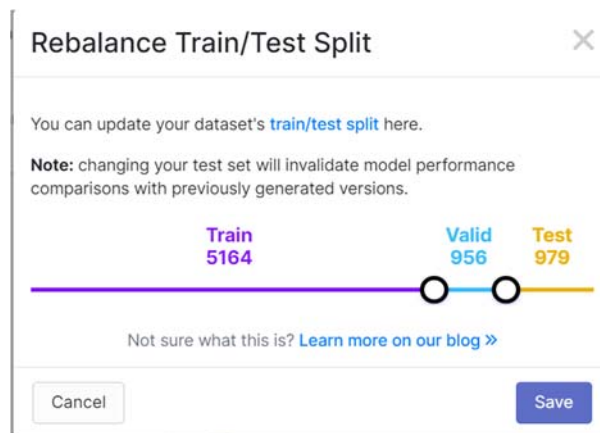 Rebalance Train/Test Split
You can update your dataset's train/test split here.
Note: changing your test set will invalidate model performance
comparisons with previously generated versions.
Train Valid Test
5164 956 979
Not sure what this is? Learn more on our blog »
Cancel Save